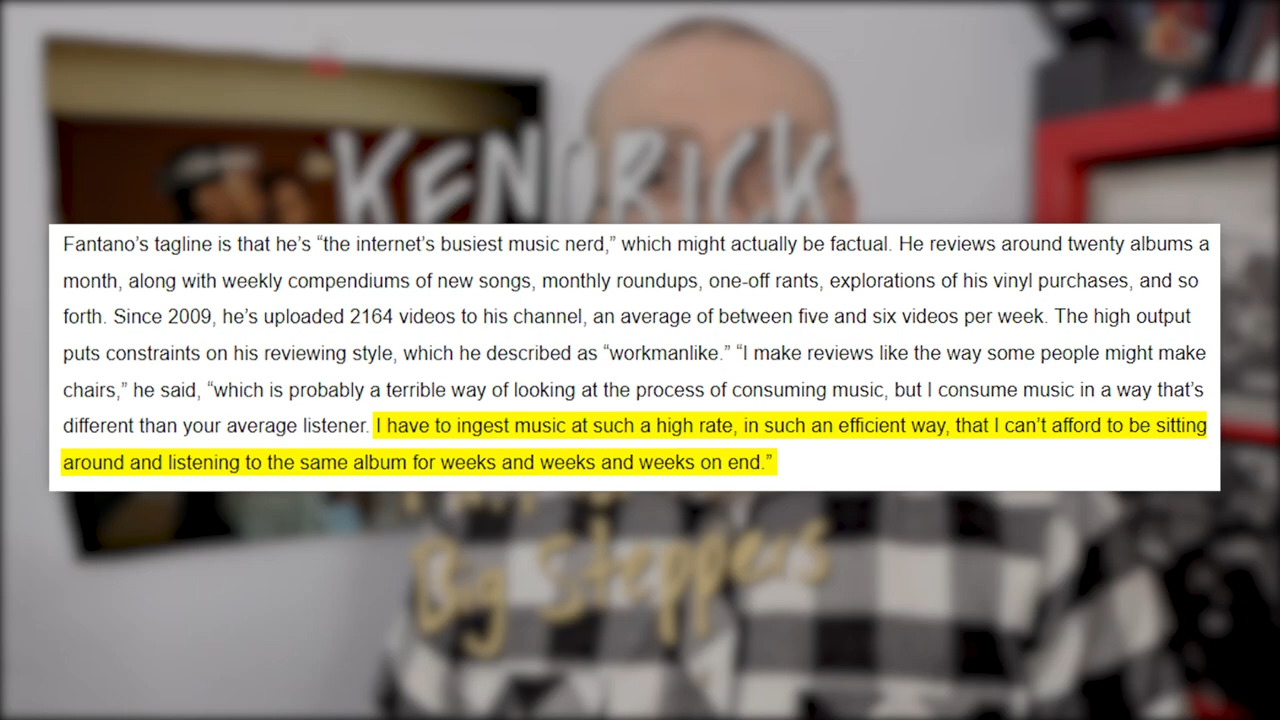 KENDRICK
Fantano’s tagline is that he’s “the internet’s busiest music nerd,” which might actually be factual. He reviews around twenty albums a
month, along with weekly compendiums of new songs, monthly roundups, one-off rants, explorations of his vinyl purchases, and so
forth. Since 2009, he’s uploaded 2164 videos to his channel, an average of between five and six videos per week. The high output
puts constraints on his reviewing style, which he described as “workmanlike.” “I make reviews like the way some people might make
chairs,” he said, “which is probably a terrible way of looking at the process of consuming music, but I consume music in a way that’s
different than your average listener. I have to ingest music at such a high rate, in such an efficient way, that I can’t afford to be sitting
around and listening to the same album for weeks and weeks and weeks on end.”
Big Steppers